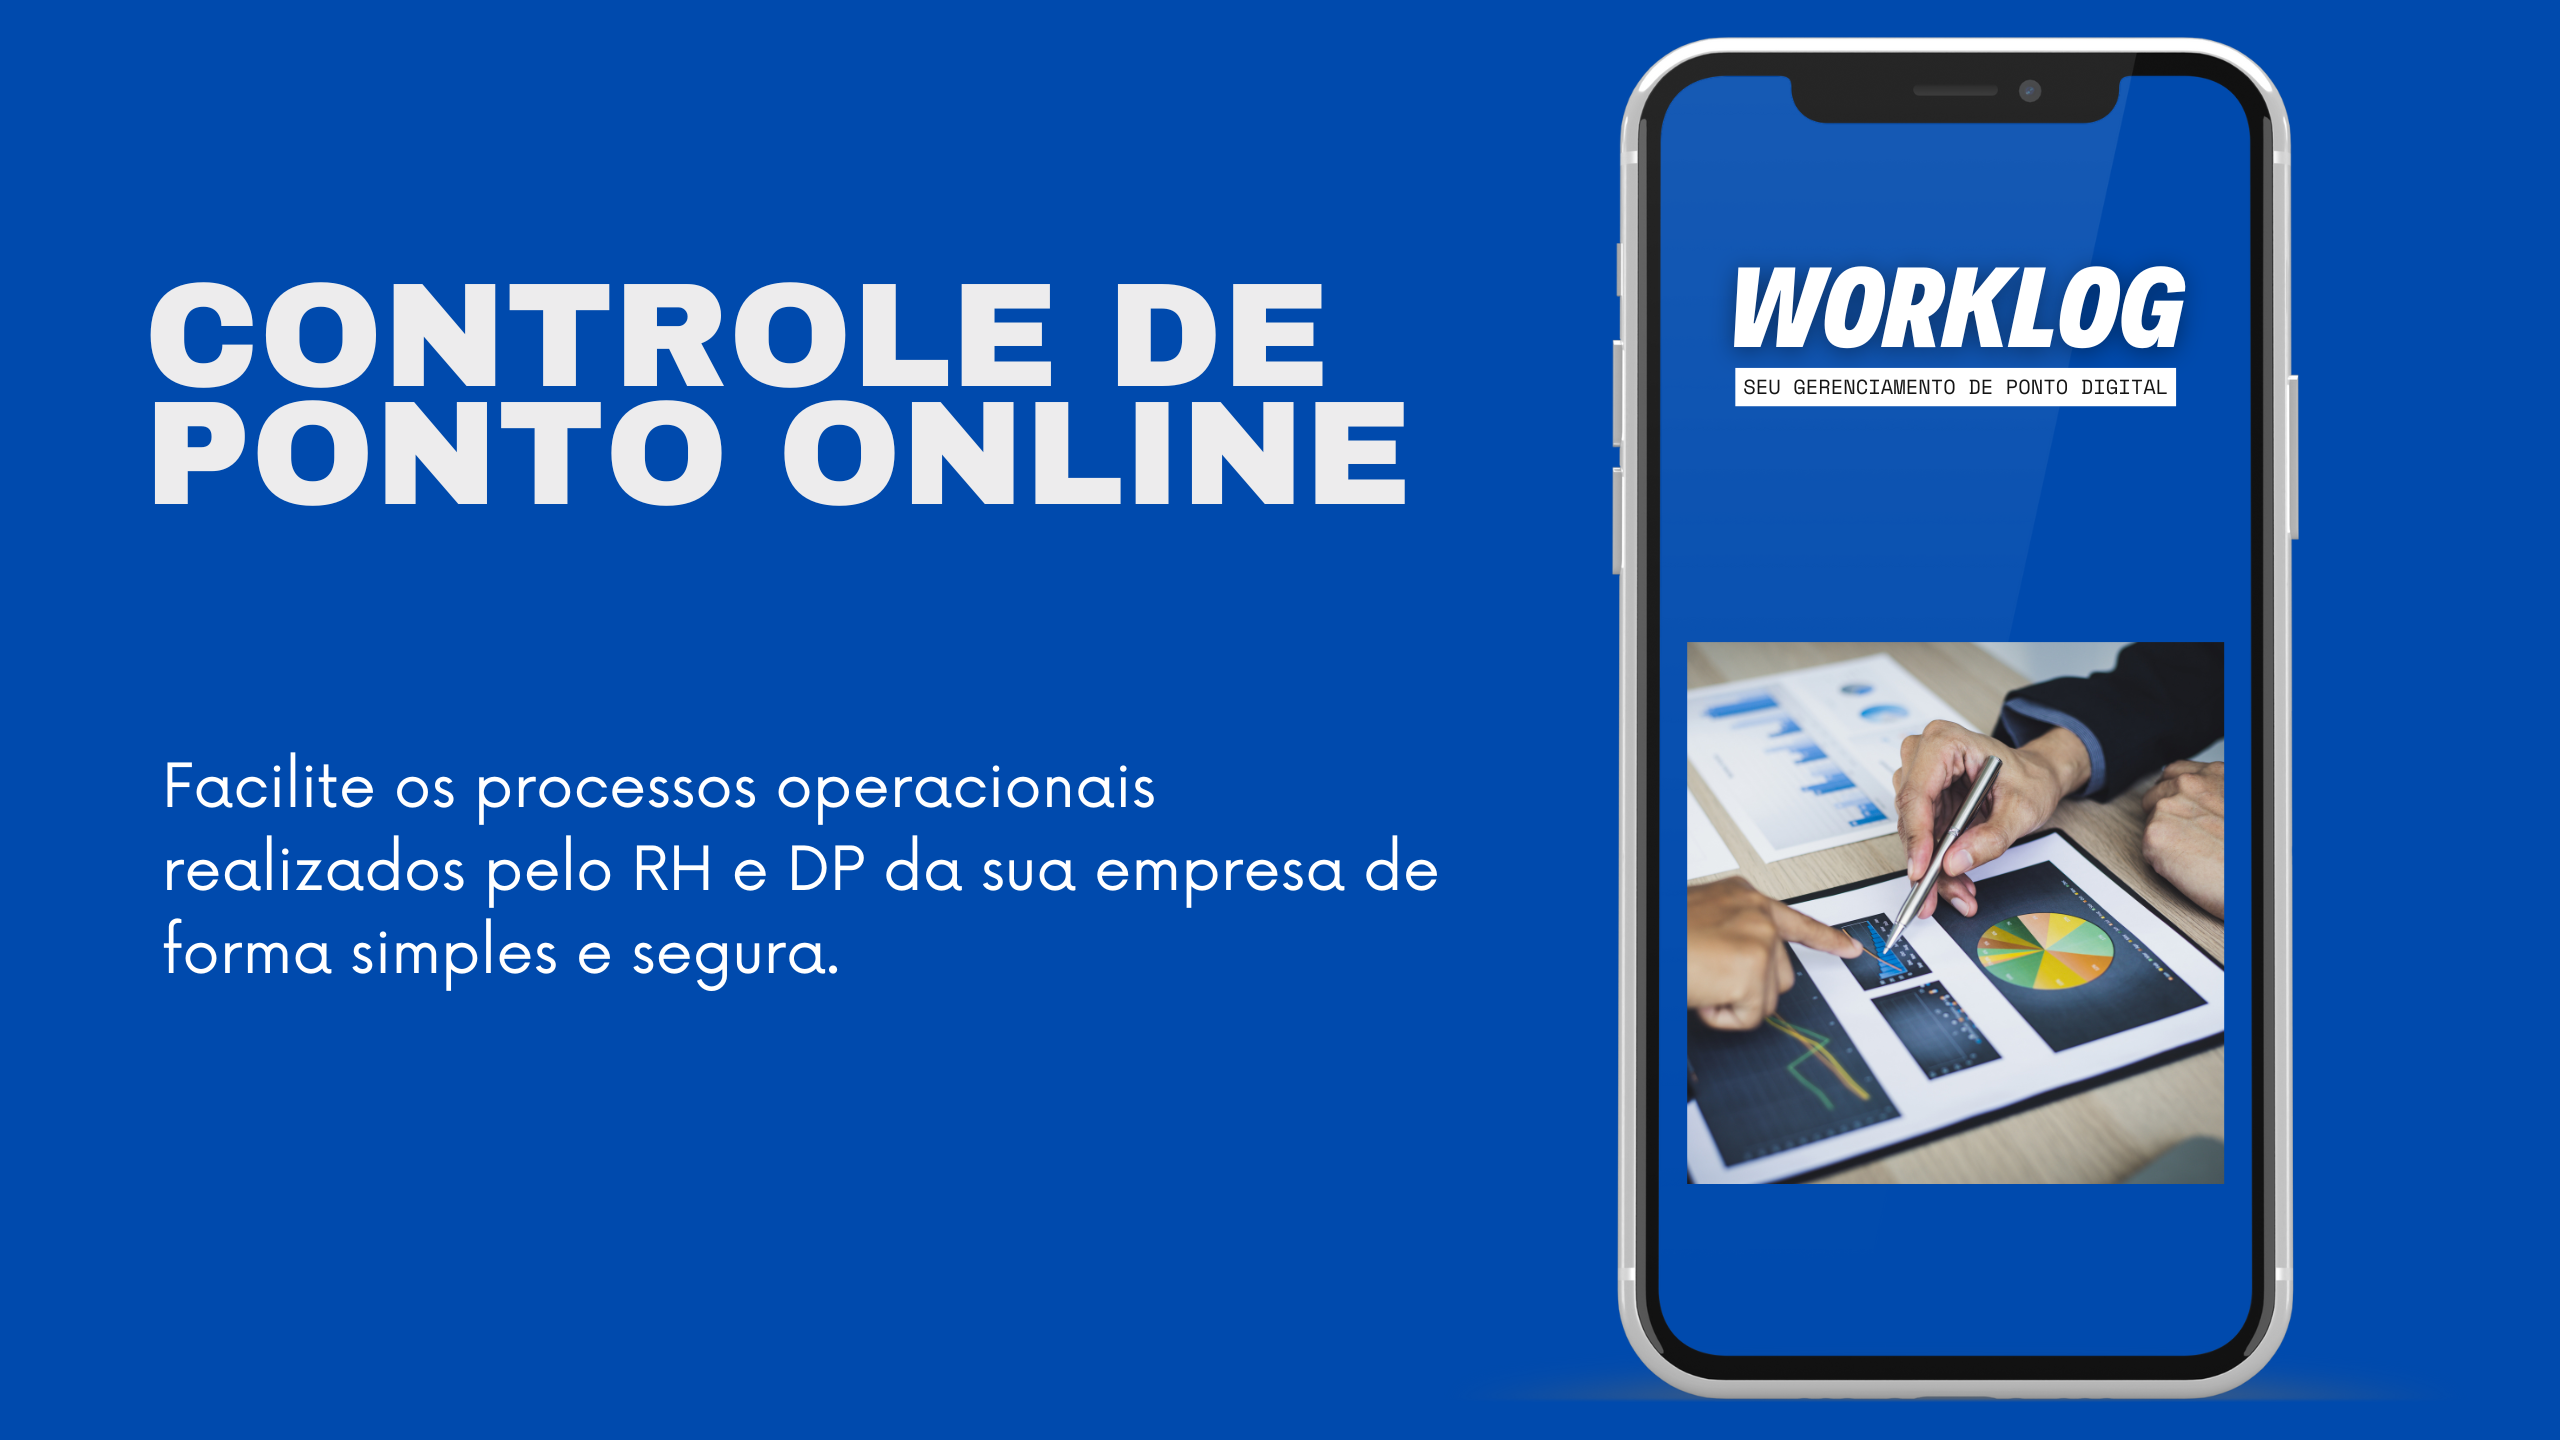 CONTROLE DE
PONTO ONLINE
Facilite os processos operacionais
realizados pelo RH e DP da sua empresa de
forma simples e segura.
WORKLOG
SEU GERENCIAMENTO DE PONTO DIGITAL